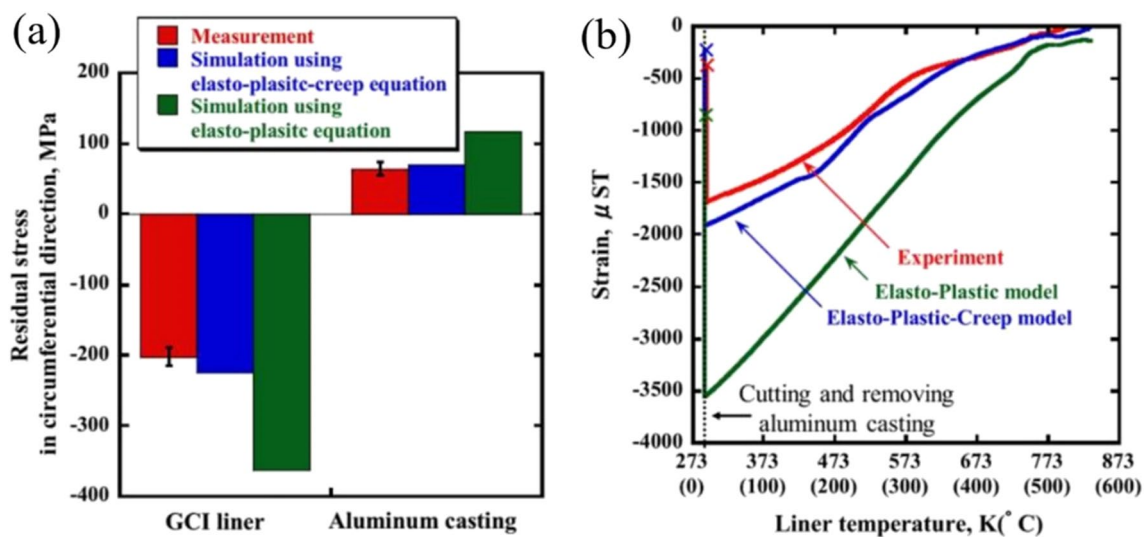 (a)
Measurement
Simulation using
elasto-plasitc-creep equation
Simulation using
elasto-plasitc equation
Residual stress
in circumferential direction, MPa
200
100
0
-100
-200
-300
-400
GCI liner
Aluminum casting
(b)
Strain, μ ST
0
-500
-1000
-1500
-2000
-2500
-3000
-3500
-4000
Experiment
Elasto-Plastic model
Elasto-Plastic-Creep model
Cutting and removing
aluminum casting
273 373 473 573 673 773 873
(0) (100) (200) (300) (400) (500) (600)
Liner temperature, K(° C)